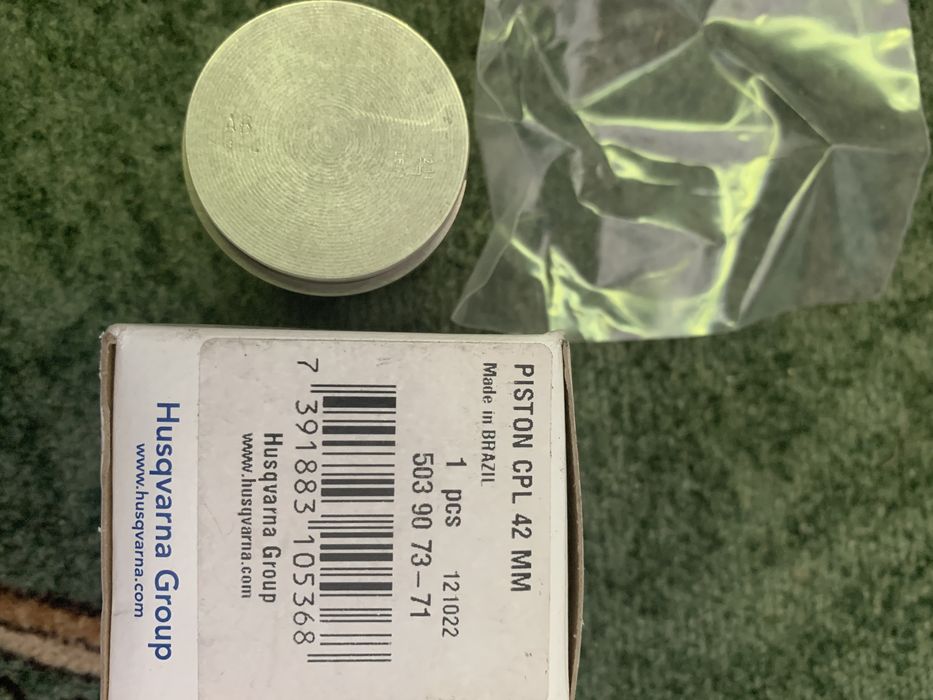 PISTON CPL 42 MM
Made in BRAZIL
1 pcs 121022
503 90 73-71
7 391883 105368
Husqvarna Group
www.husqvarna.com
Husqvarna Group
www.husqvarna.com
AR